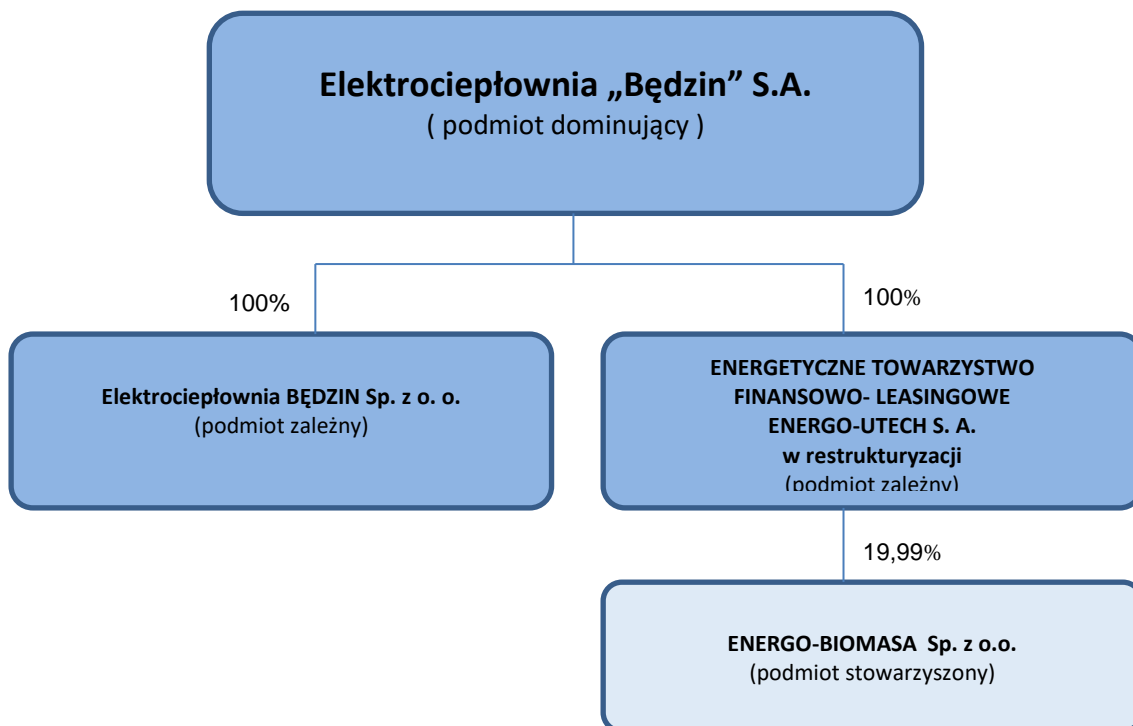 Elektrociepłownia „Będzin” S.A.
( podmiot dominujący )
100%
100%
Elektrociepłownia BĘDZIN Sp. z o. o.
(podmiot zależny)
ENERGETYCZNE TOWARZYSTWO
FINANSOWO- LEASINGOWE
ENERGO-UTECH S. A.
w restrukturyzacji
(podmiot zależny)
19,99%
ENERGO-BIOMASA Sp. z o.o.
(podmiot stowarzyszony)